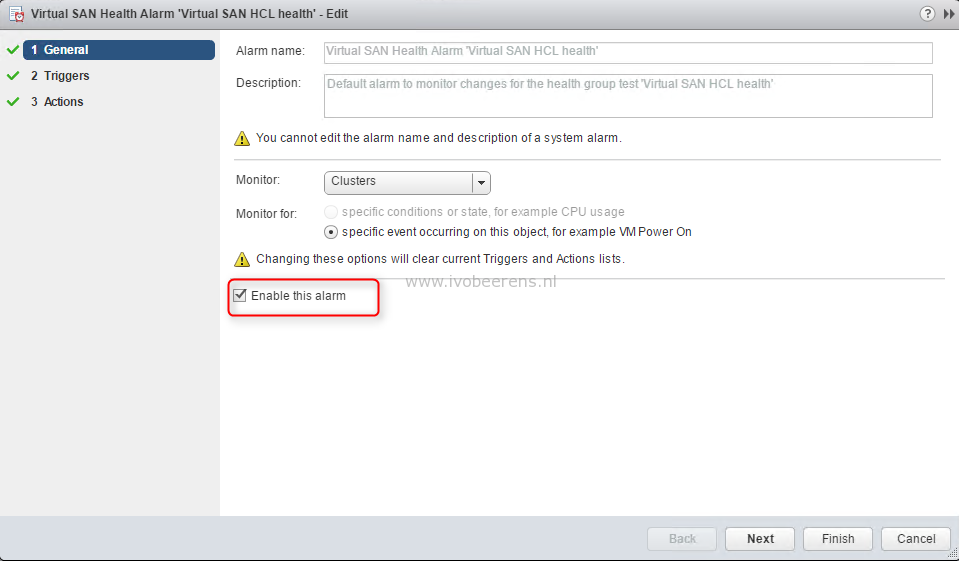 Virtual SAN Health Alarm 'Virtual SAN HCL health' - Edit
?
1 General
2 Triggers
3 Actions
Alarm name:
Virtual SAN Health Alarm 'Virtual SAN HCL health'
Description:
Default alarm to monitor changes for the health group test 'Virtual SAN HCL health'
You cannot edit the alarm name and description of a system alarm.
Monitor:
Clusters
Monitor for:
specific conditions or state, for example CPU usage
specific event occurring on this object, for example VM Power On
Changing these options will clear current Triggers and Actions lists.
www.ivobeerens.nl
Enable this alarm
Back
Next
Finish
Cancel